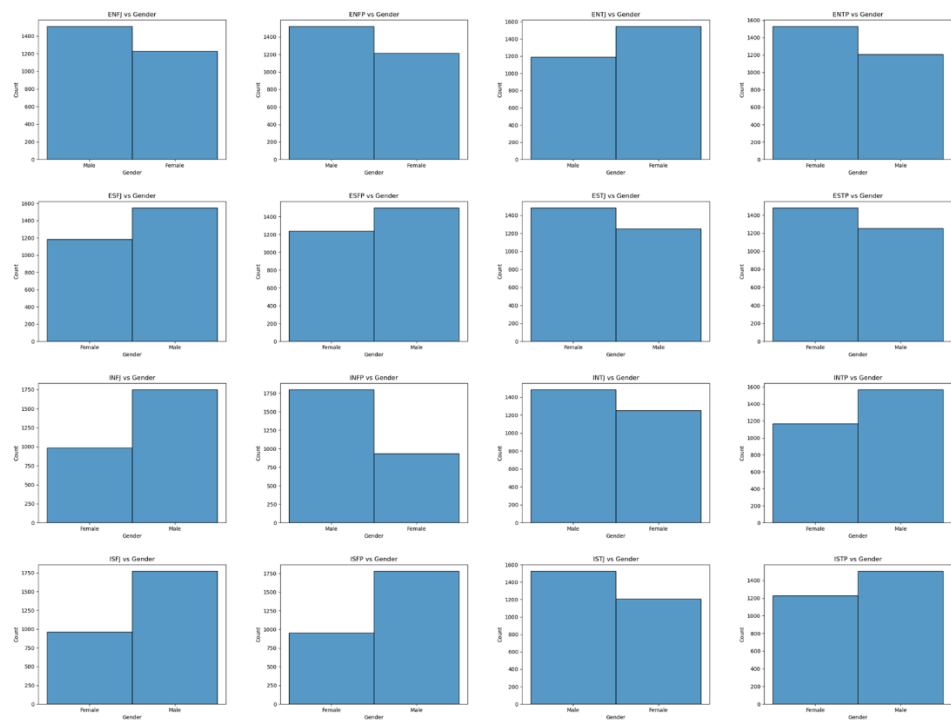 ENFJ vs Gender
1400
1200
1000
800
600
400
200
0
Count
Male Female
Gender
ENFP vs Gender
1400
1200
1000
800
600
400
200
0
Count
Male Female
Gender
ENTJ vs Gender
1600
1400
1200
1000
800
600
400
200
0
Count
Male Female
Gender
ENTP vs Gender
1600
1400
1200
1000
800
600
400
200
0
Count
Male Female
Gender
ESFJ vs Gender
1600
1400
1200
1000
800
600
400
200
0
Count
Female Male
Gender
ESFP vs Gender
1400
1200
1000
800
600
400
200
0
Count
Female Male
Gender
ESTJ vs Gender
1400
1200
1000
800
600
400
200
0
Count
Female Male
Gender
ESTP vs Gender
1400
1200
1000
800
600
400
200
0
Count
Female Male
Gender
INFJ vs Gender
1750
1500
1250
1000
750
500
250
0
Count
Female Male
Gender
INFP vs Gender
1750
1500
1250
1000
750
500
250
0
Count
Male Female
Gender
INTJ vs Gender
1400
1200
1000
800
600
400
200
0
Count
Male Female
Gender
INTP vs Gender
1600
1400
1200
1000
800
600
400
200
0
Count
Female Male
Gender
ISFJ vs Gender
1750
1500
1250
1000
750
500
250
0
Count
Female Male
Gender
ISFP vs Gender
1750
1500
1250
1000
750
500
250
0
Count
Female Male
Gender
ISTJ vs Gender
1600
1400
1200
1000
800
600
400
200
0
Count
Male Female
Gender
ISTP vs Gender
1400
1200
1000
800
600
400
200
0
Count
Female Male
Gender